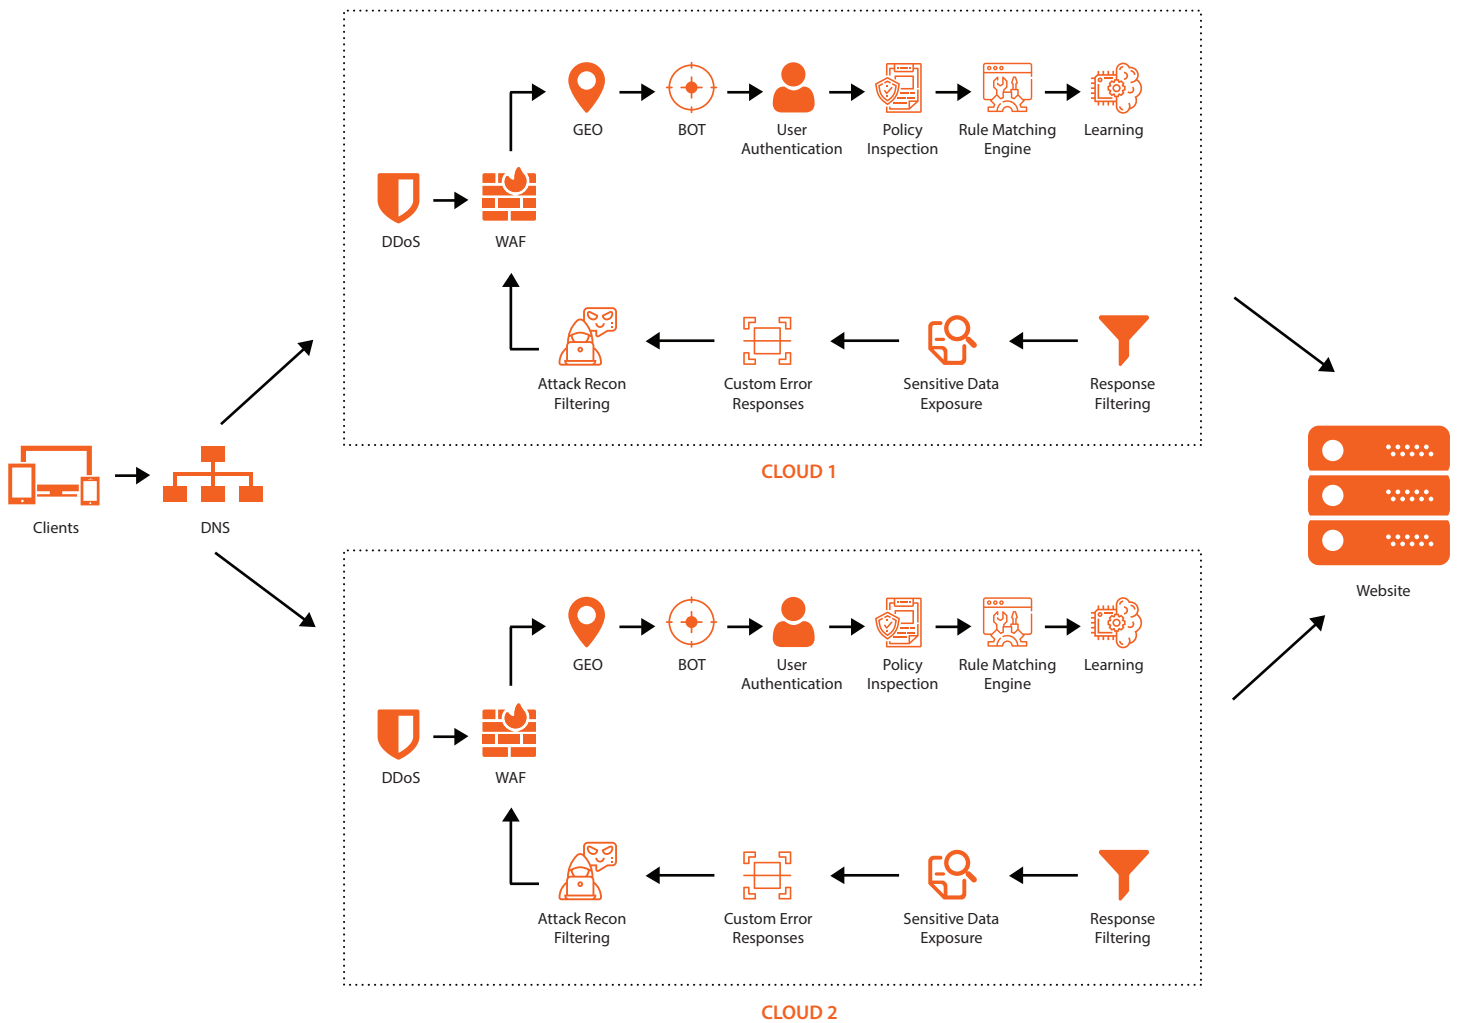 GEO
BOT
User
Authentication
Policy
Inspection
Rule Matching
Engine
Learning
DDoS
WAF
Attack Recon
Filtering
Custom Error
Responses
Sensitive Data
Exposure
Response
Filtering
CLOUD 1
Clients
DNS
Website
GEO
BOT
User
Authentication
Policy
Inspection
Rule Matching
Engine
Learning
DDoS
WAF
Attack Recon
Filtering
Custom Error
Responses
Sensitive Data
Exposure
Response
Filtering
CLOUD 2